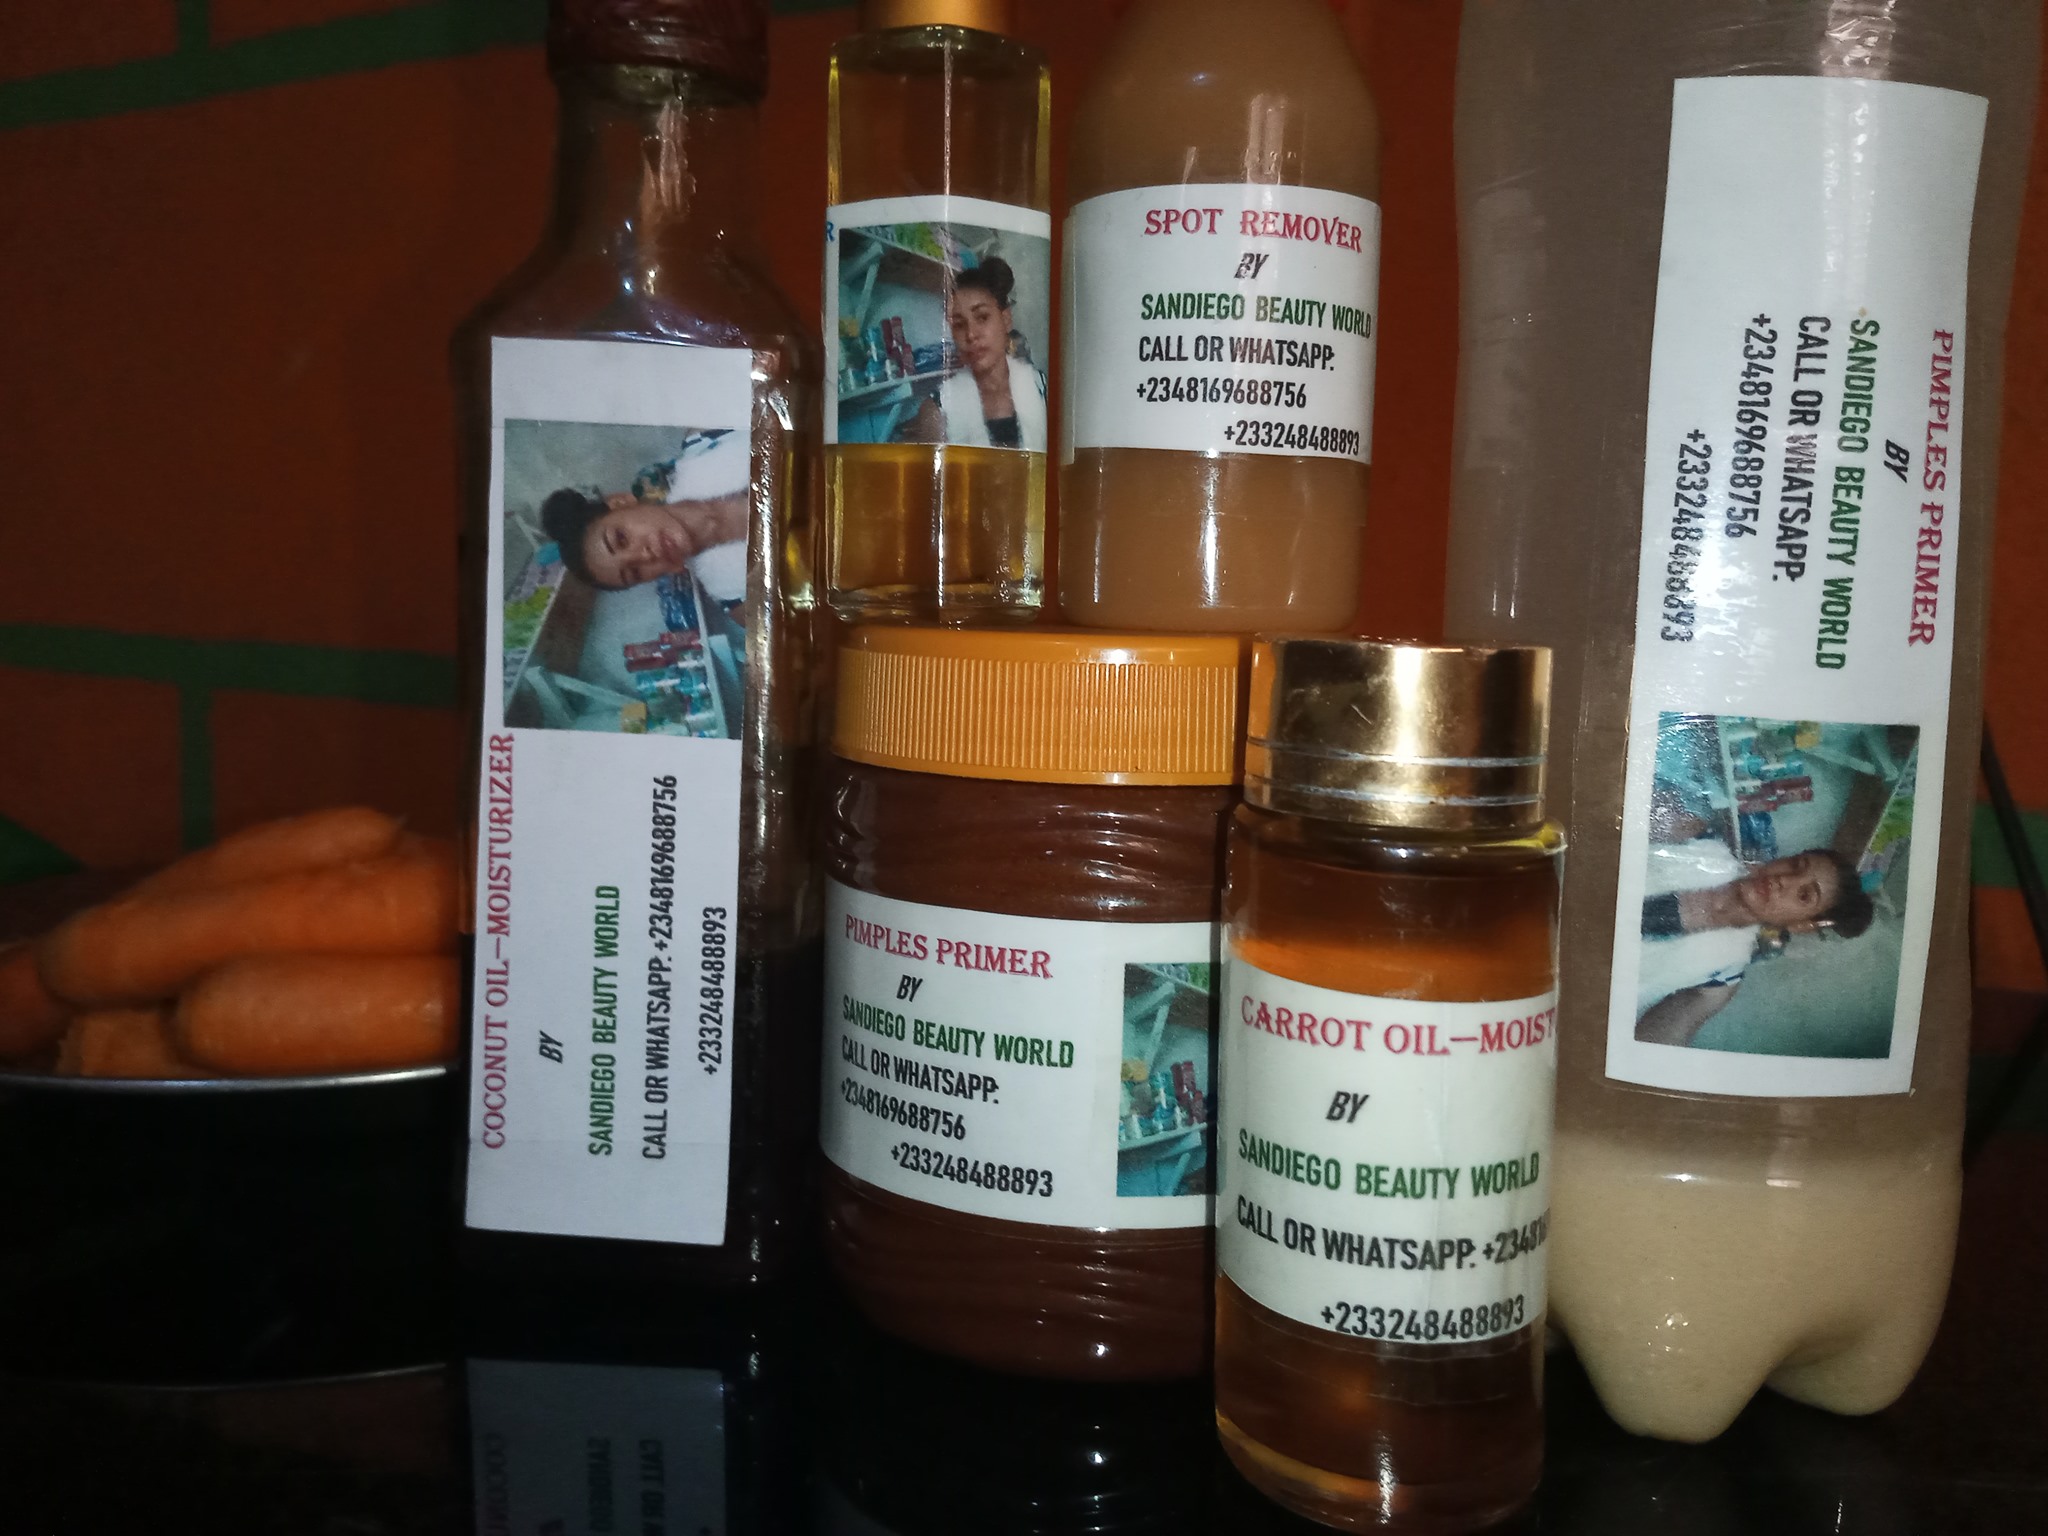 COCONUT OIL—MOISTURIZER
BY
SANDIEGO BEAUTY WORLD
CALL OR WHATSAPP: +2348169688756
+233248488893
R
SPOT REMOVER
BY
SANDIEGO BEAUTY WORLD
CALL OR WHATSAPP:
+2348169688756
+233248488893
PIMPLES PRIMER
BY
SANDIEGO BEAUTY WORLD
CALL OR WHATSAPP:
+2348169688756
+233248488893
PIMPLES PRIMER
BY
SANDIEGO BEAUTY WORLD
CALL OR WHATSAPP:
+2348169688756
+233248488893
CARROT OIL—MOIST
BY
SANDIEGO BEAUTY WORLD
CALL OR WHATSAPP: +23481
+233248488893